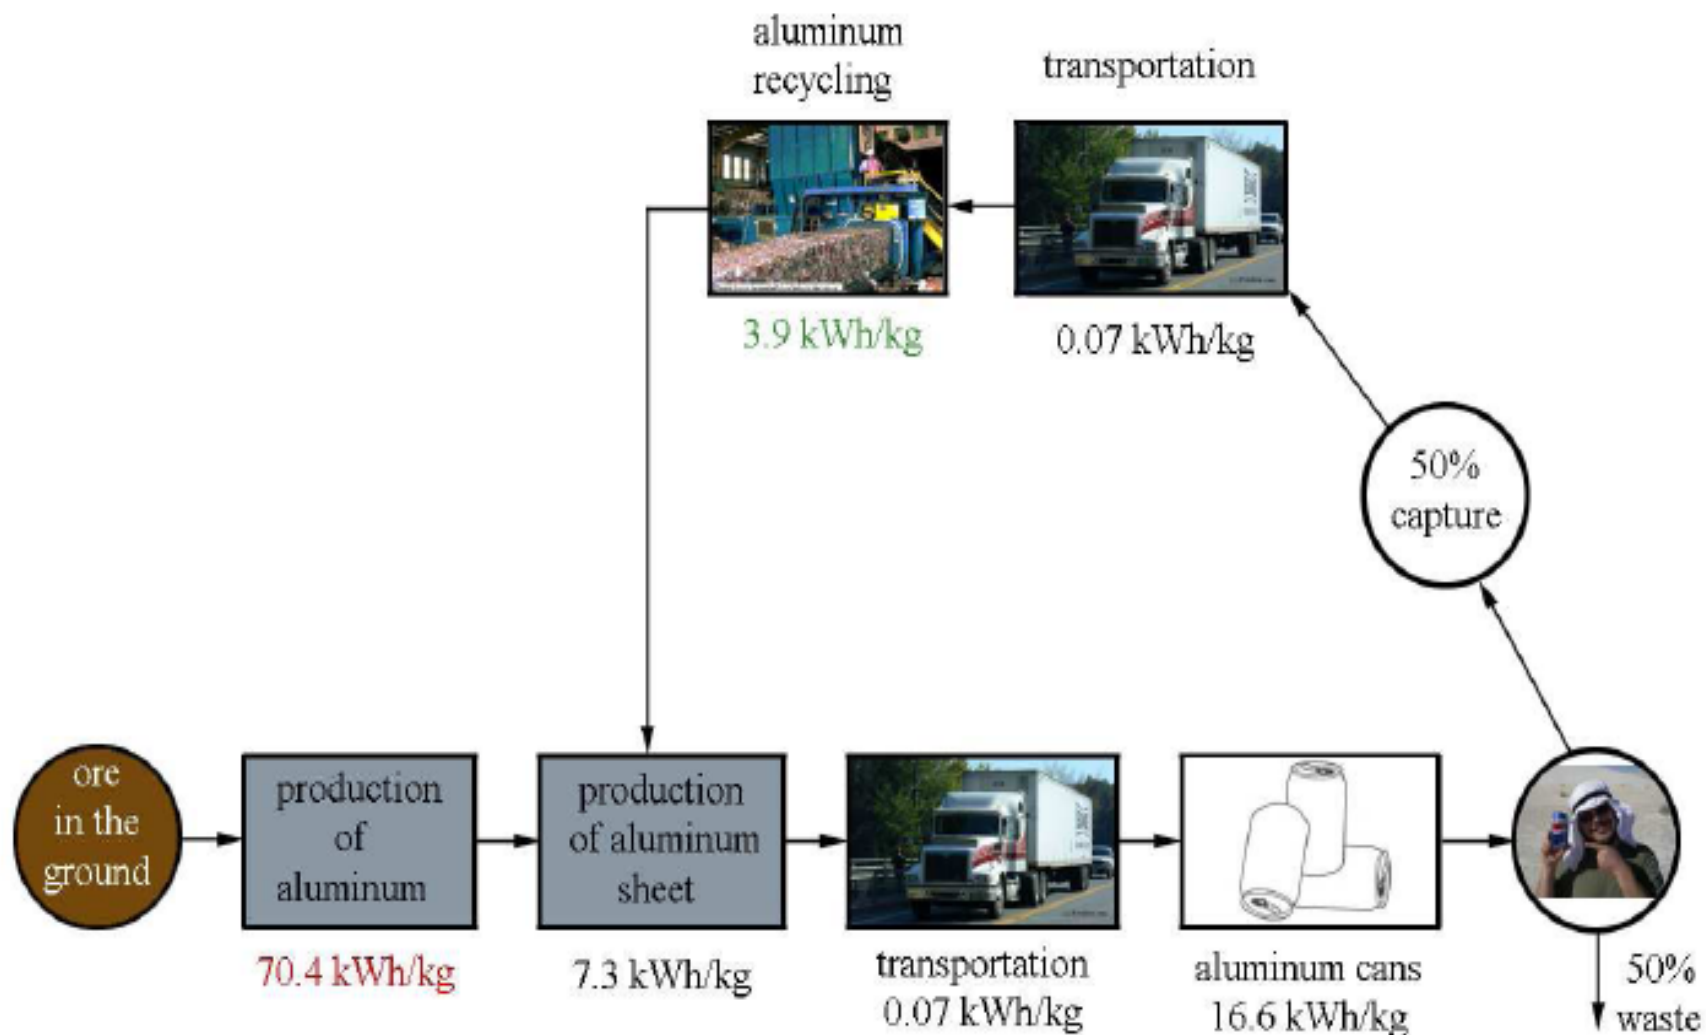 aluminum
recycling
transportation
3.9 kWh/kg
0.07 kWh/kg
50%
capture
ore
in the
ground
production
of
aluminum
production
of aluminum
sheet
70.4 kWh/kg
7.3 kWh/kg
transportation
0.07 kWh/kg
aluminum cans
16.6 kWh/kg
50%
waste